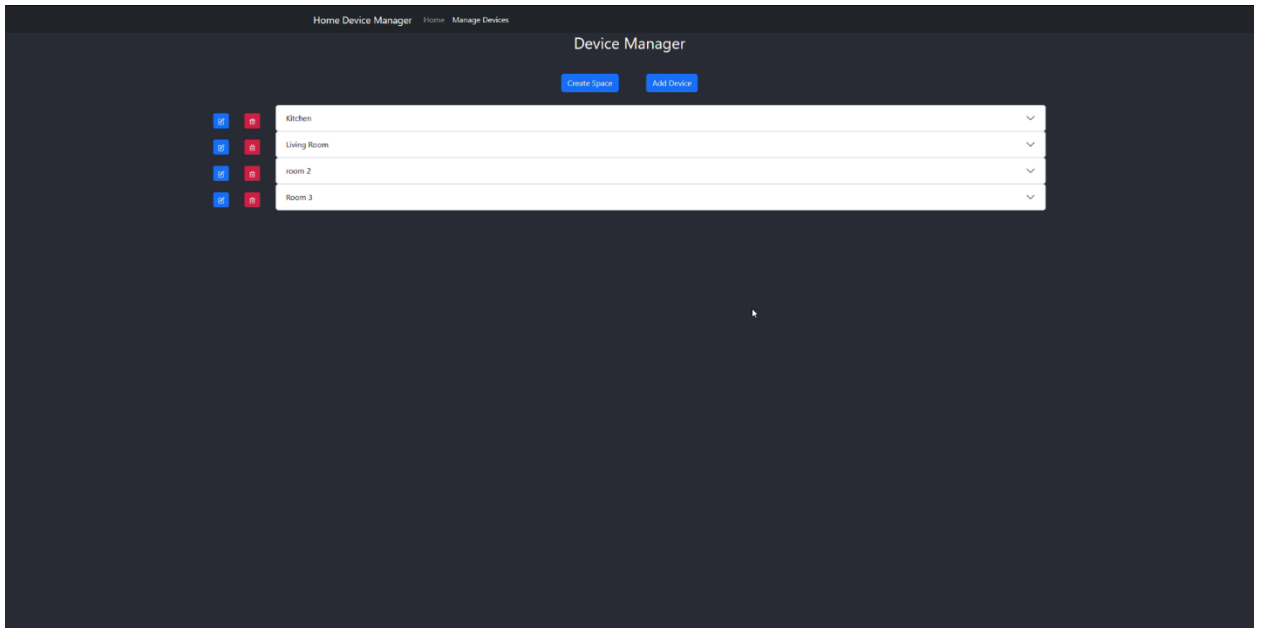 Home Device Manager Home Manage Devices
Device Manager
Create Space Add Device
Kitchen
Living Room
room 2
Room 3